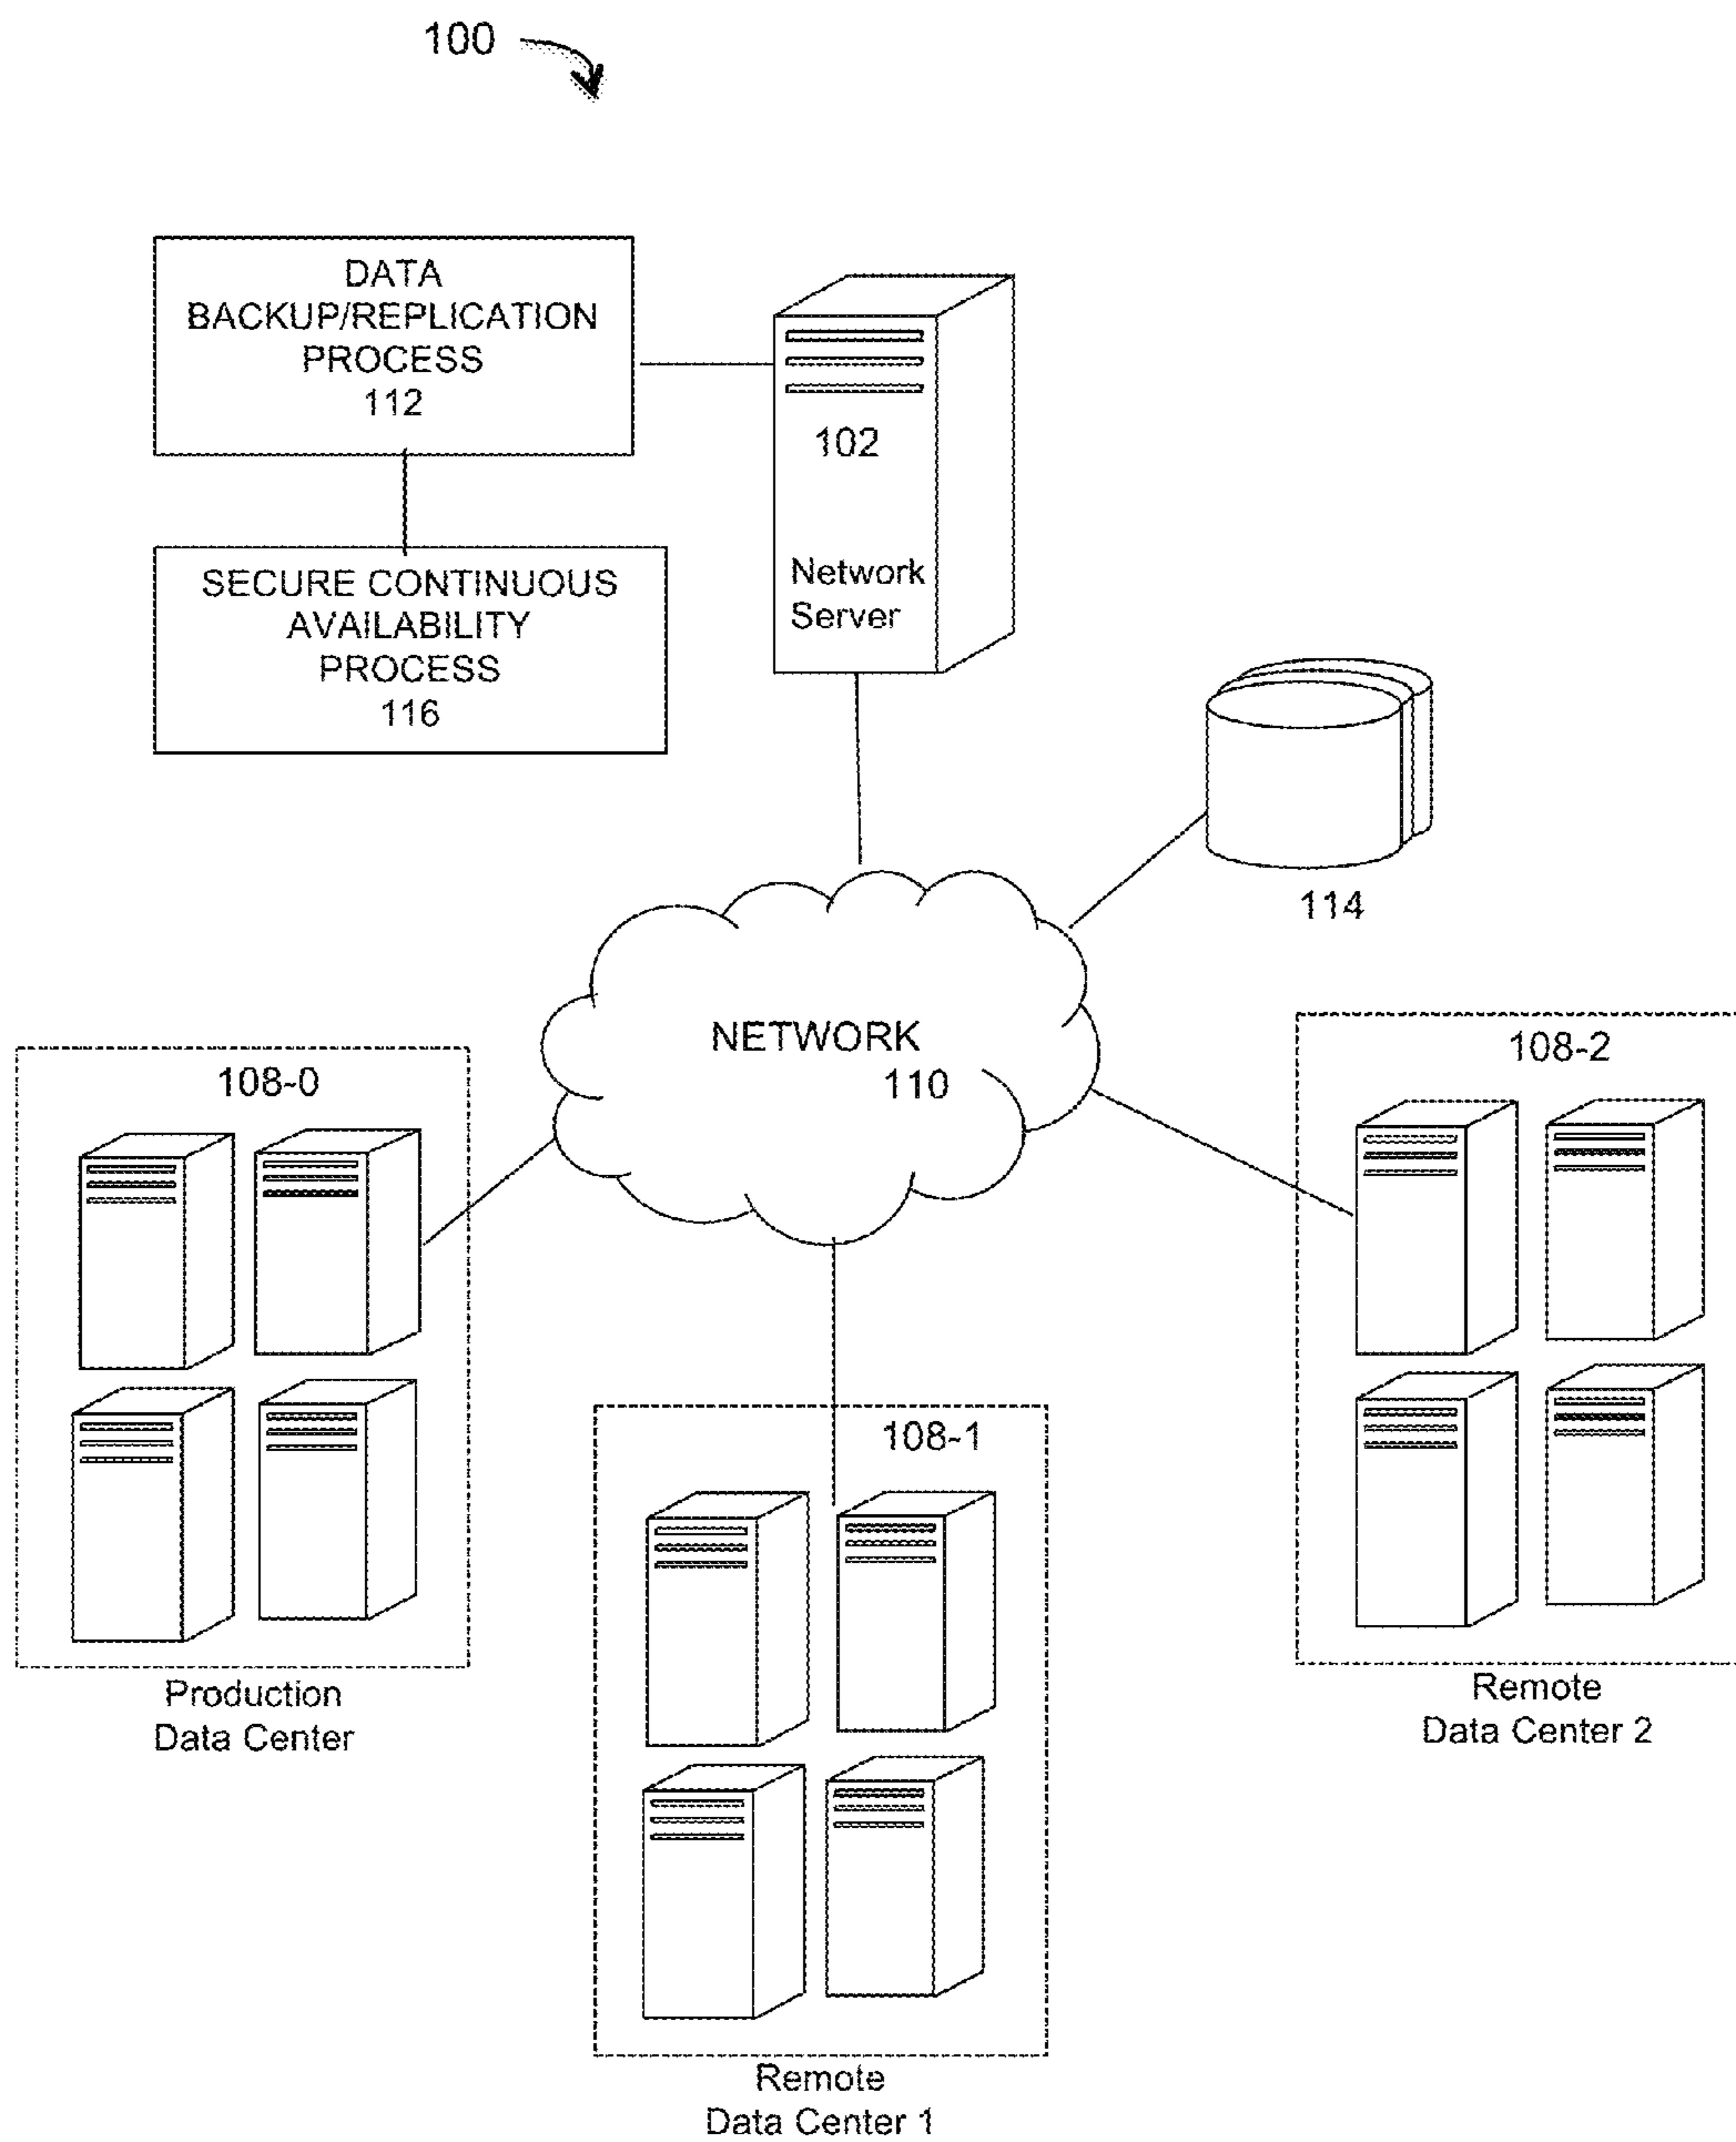 100
DATA
BACKUP/REPLICATION
PROCESS
112
102
Network
Server
SECURE CONTINUOUS
AVAILABILITY
PROCESS
116
114
NETWORK
110
108-0
108-2
108-1
Production
Data Center
Remote
Data Center 2
Remote
Data Center 1